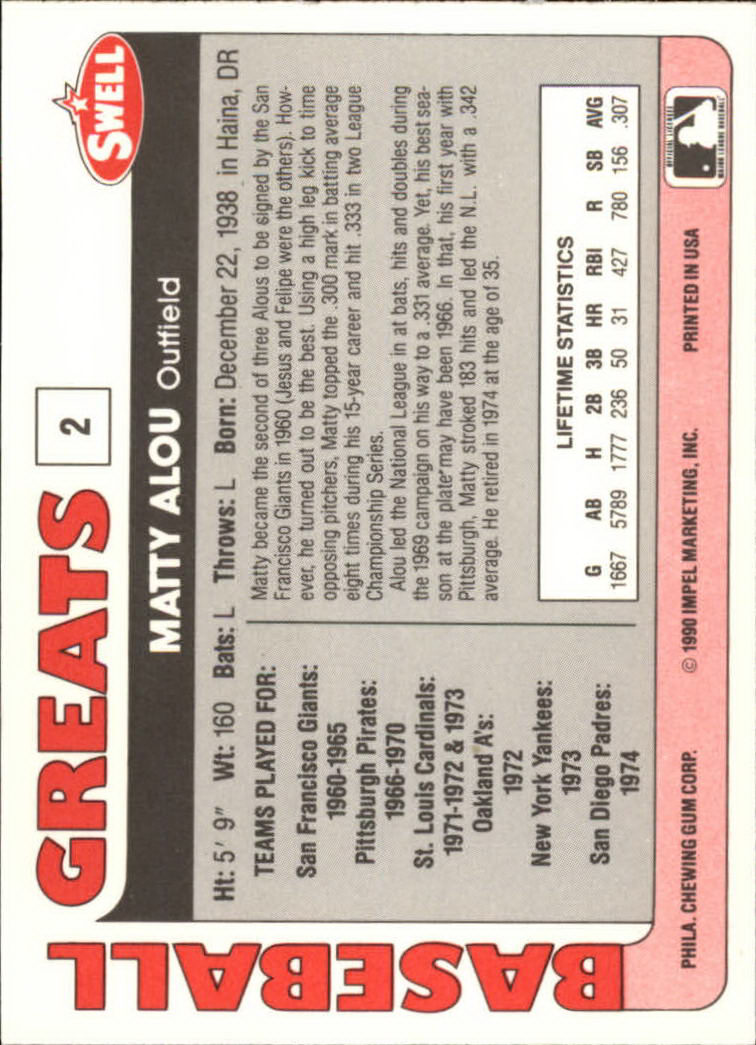 BASEBALL
GREATS
2
SWELL
MATTY ALOU Outfield
Ht: 5' 9" Wt: 160 Bats: L Throws: L Born: December 22, 1938 in Haina, DR
TEAMS PLAYED FOR:
San Francisco Giants:
1960-1965
Pittsburgh Pirates:
1966-1970
St. Louis Cardinals:
1971-1972 & 1973
Oakland A's:
1972
New York Yankees:
1973
San Diego Padres:
1974
Matty became the second of three Alous to be signed by the San
Francisco Giants in 1960 (Jesus and Felipe were the others). How-
ever, he turned out to be the best. Using a high leg kick to time
opposing pitchers, Matty topped the .300 mark in batting average
eight times during his 15-year career and hit .333 in two League
Championship Series.
Alou led the National League in at bats, hits and doubles during
the 1969 campaign on his way to a .331 average. Yet, his best sea-
son at the plate may have been 1966. In that, his first year with
Pittsburgh, Matty stroked 183 hits and led the N.L. with a .342
average. He retired in 1974 at the age of 35.
LIFETIME STATISTICS
G AB H 2B 3B HR RBI R SB AVG
1667 5789 1777 236 50 31 427 780 156 .307
PHILA. CHEWING GUM CORP. © 1990 IMPEL MARKETING, INC. PRINTED IN USA
OFFICIAL LICENSEE
MAJOR LEAGUE BASEBALL